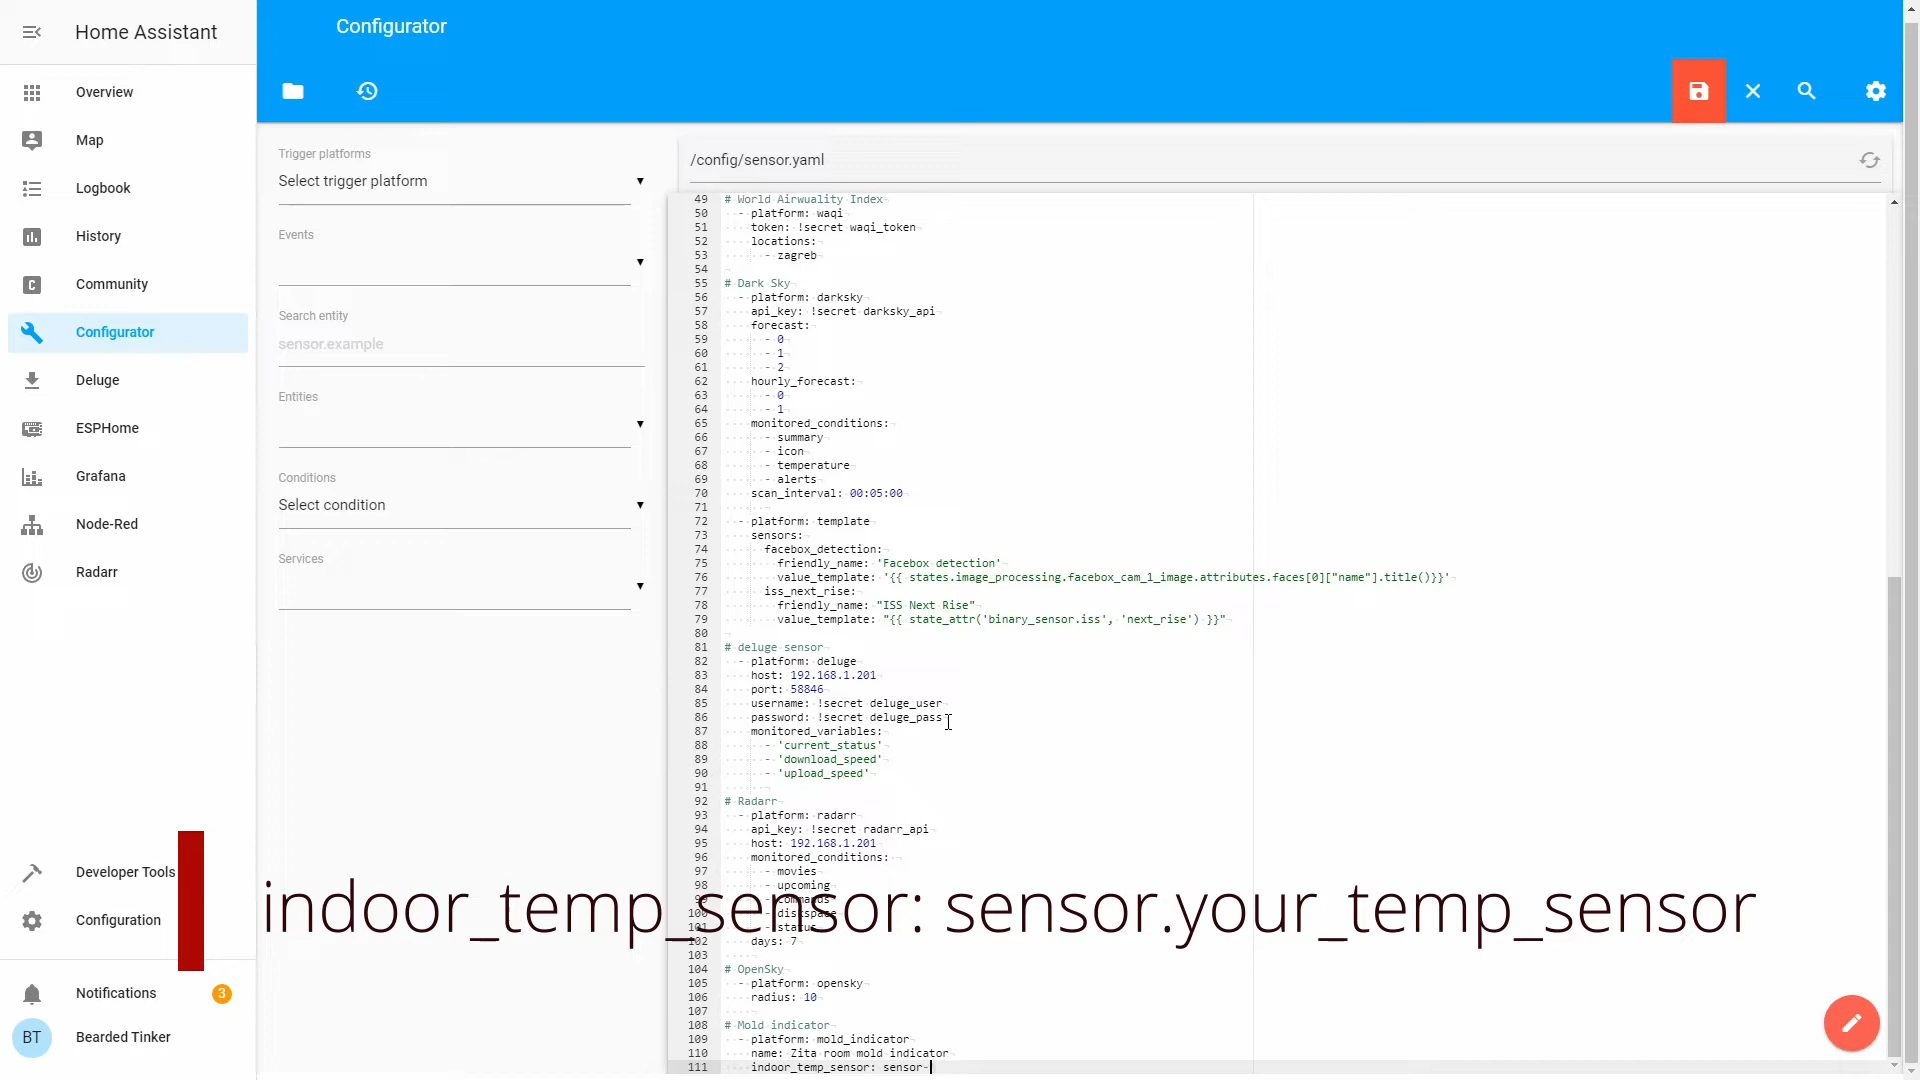 Home Assistant
Overview
Map
Logbook
History
Community
Configurator
Deluge
ESPHome
Grafana
Node-Red
Radarr
Developer Tools
Configuration
Notifications 3
BT Bearded Tinker
Configurator
Trigger platforms
Select trigger platform
Events
Search entity
sensor.example
Entities
Conditions
Select condition
Services
/config/sensor.yaml
49 # World Airwuality Index
50 - platform: waqi
51 token: !secret waqi_token
52 locations:
53 - zagreb
54
55 # Dark Sky
56 - platform: darksky
57 api_key: !secret darksky_api
58 forecast:
59 - 0
60 - 1
61 - 2
62 hourly_forecast:
63 - 0
64 - 1
65 monitored_conditions:
66 - summary
67 - icon
68 - temperature
69 - alerts
70 scan_interval: 00:05:00
71
72 - platform: template
73 sensors:
74 facebox_detection:
75 friendly_name: 'Facebox detection'
76 value_template: '{{ states.image_processing.facebox_cam_1_image.attributes.faces[0]["name"].title()}}'
77 iss_next_rise:
78 friendly_name: "ISS Next Rise"
79 value_template: "{{ state_attr('binary_sensor.iss', 'next_rise') }}"
80
81 # deluge sensor
82 - platform: deluge
83 host: 192.168.1.201
84 port: 58846
85 username: !secret deluge_user
86 password: !secret deluge_pass
87 monitored_variables:
88 - 'current_status'
89 - 'download_speed'
90 - 'upload_speed'
91
92 # Radarr
93 - platform: radarr
94 api_key: !secret radarr_api
95 host: 192.168.1.201
96 monitored_conditions:
97 - movies
98 - upcoming
99 - commands
100 - diskspace
101 - status
102 days: 7
103
104 # OpenSky
105 - platform: opensky
106 radius: 10
107
108 # Mold indicator
109 - platform: mold_indicator
110 name: Zita room mold indicator
111 indoor_temp_sensor: sensor
indoor_temp_sensor: sensor.your_temp_sensor